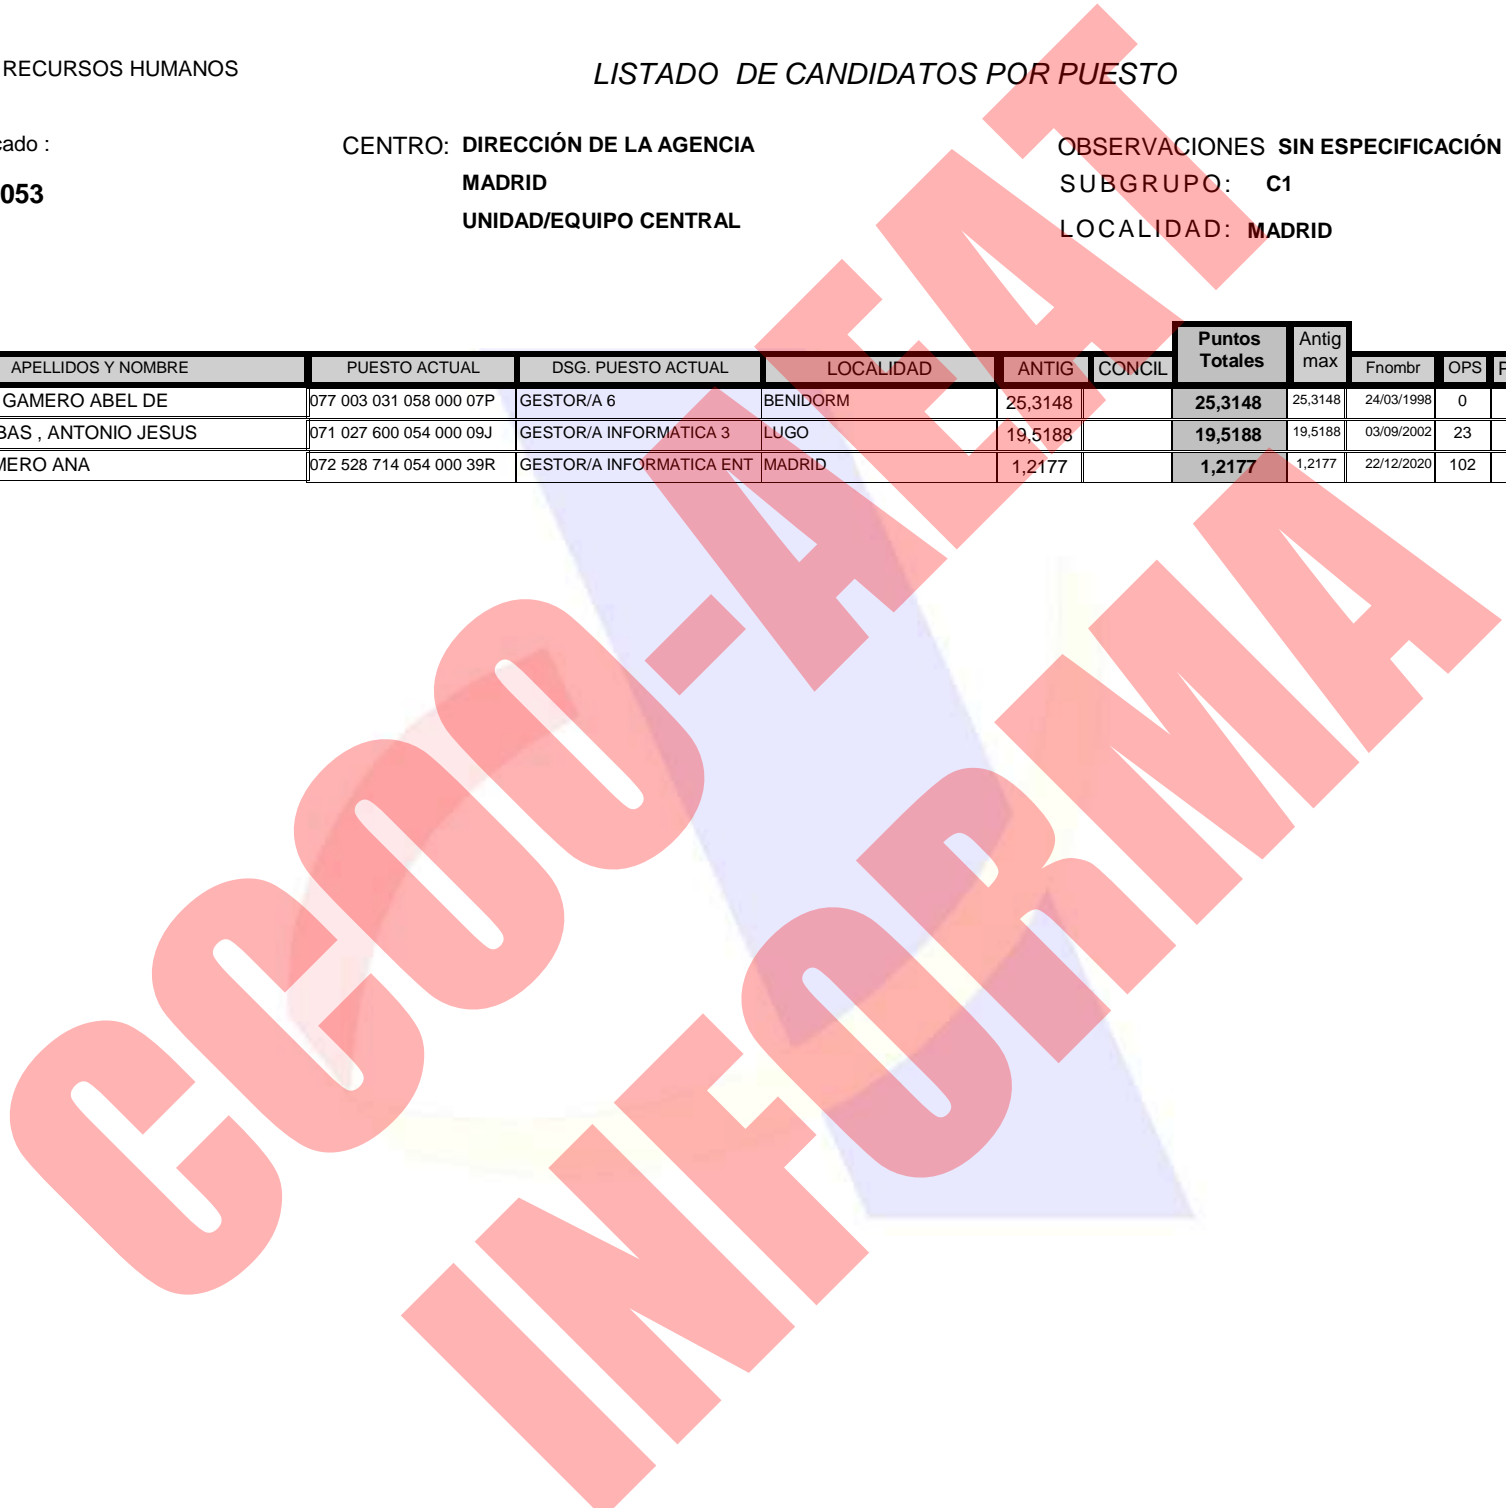 RECURSOS HUMANOS
LISTADO DE CANDIDATOS POR PUESTO
cado :
053
CENTRO: DIRECCIÓN DE LA AGENCIA
MADRID
UNIDAD/EQUIPO CENTRAL
OBSERVACIONES SIN ESPECIFICACIÓN
SUBGRUPO: C1
LOCALIDAD: MADRID
APELLIDOS Y NOMBRE PUESTO ACTUAL DSG. PUESTO ACTUAL LOCALIDAD ANTIG CONCIL Puntos Totales Antig max Fnombr OPS P
GAMERO ABEL DE 077 003 031 058 000 07P GESTOR/A 6 BENIDORM 25,3148 25,3148 25,3148 24/03/1998 0
BAS , ANTONIO JESUS 071 027 600 054 000 09J GESTOR/A INFORMATICA 3 LUGO 19,5188 19,5188 19,5188 03/09/2002 23
MERO ANA 072 528 714 054 000 39R GESTOR/A INFORMATICA ENT MADRID 1,2177 1,2177 1,2177 22/12/2020 102
CCOO-AEAT
INFORMA